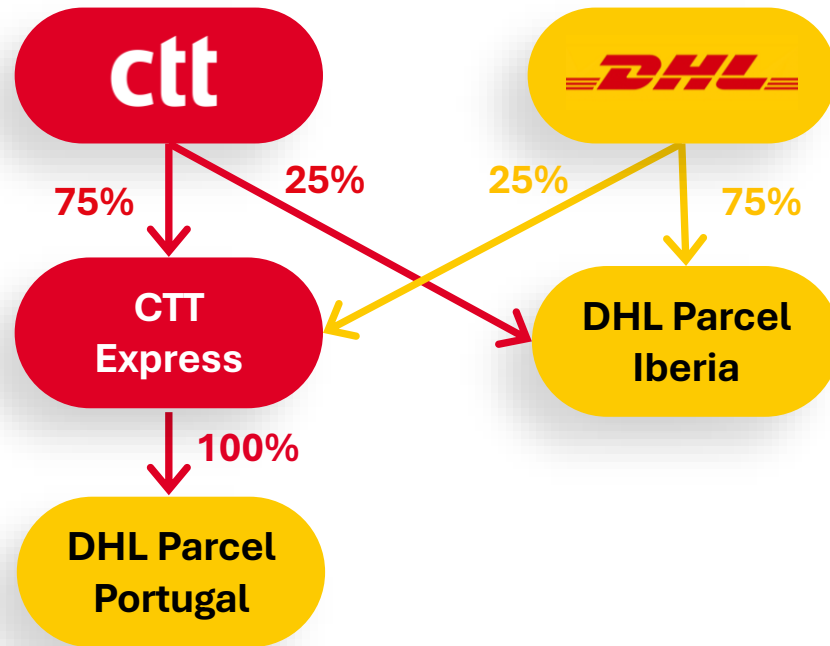 ctt
DHL
75%
25%
25%
75%
CTT
Express
DHL Parcel
Iberia
100%
DHL Parcel
Portugal